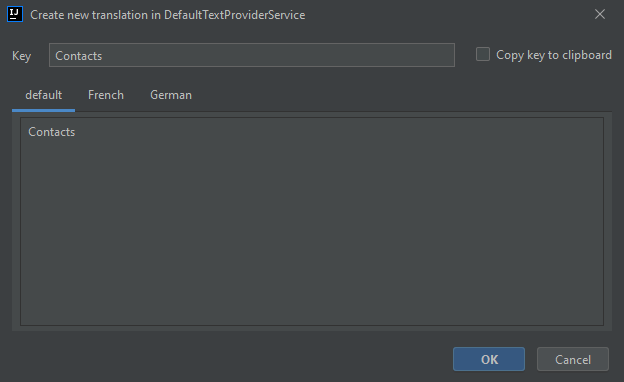 IJ Create new translation in DefaultTextProviderService
Key Contacts Copy key to clipboard
default French German
Contacts
OK Cancel